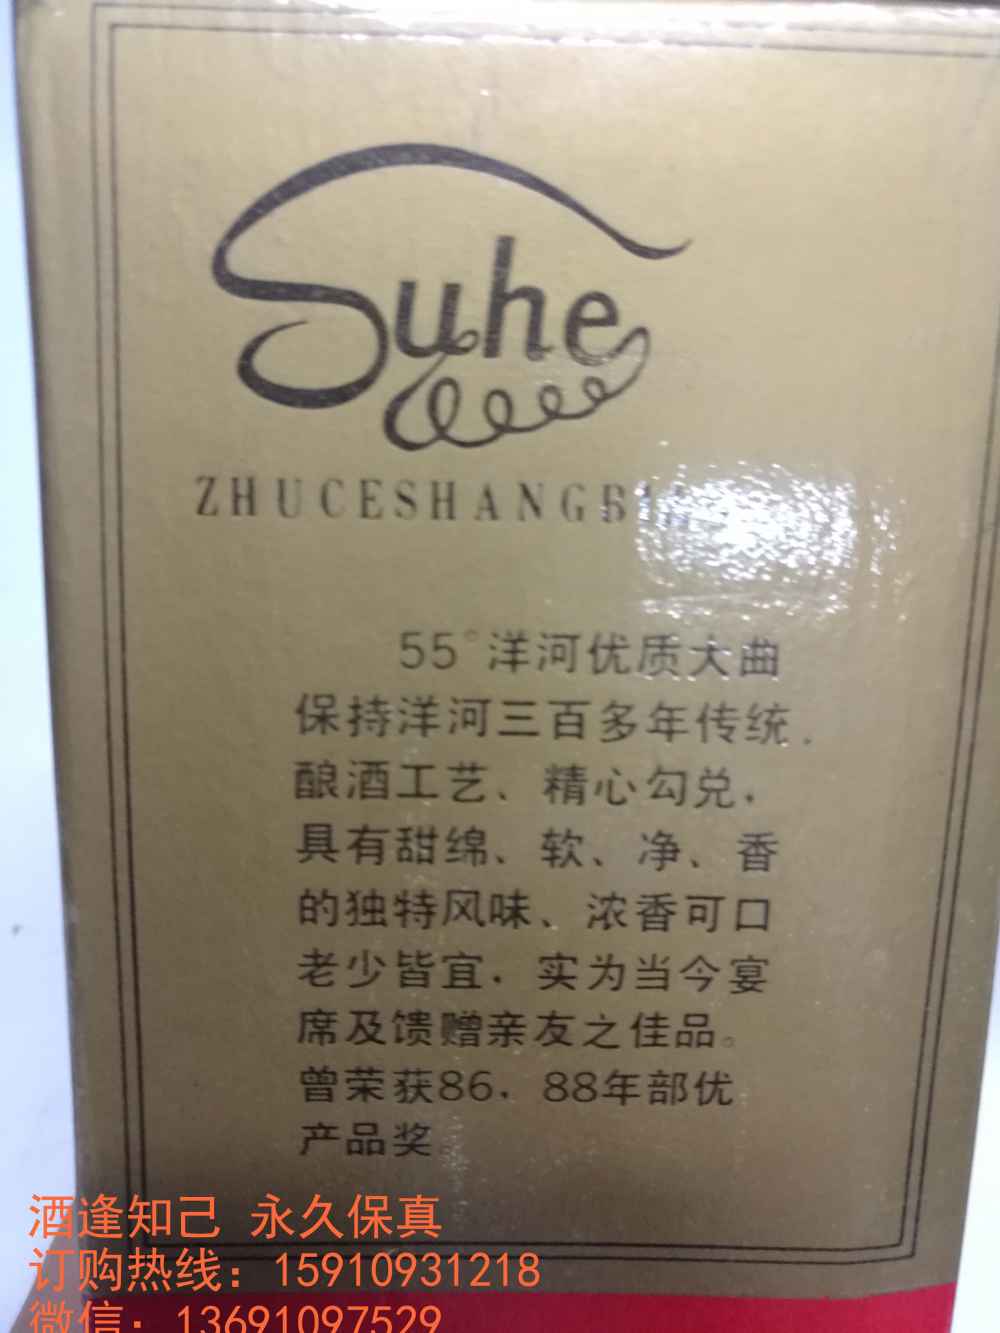 Suhe
ZHUCESHANGBI
55°洋河优质大曲
保持洋河三百多年传统，
酿酒工艺、精心勾兑，
具有甜绵、软、净、香
的独特风味、浓香可口
老少皆宜，实为当今宴
席及馈赠亲友之佳品。
曾荣获86，88年部优
产品奖。
酒逢知己 永久保真
订购热线：15910931218
微信：13691097529